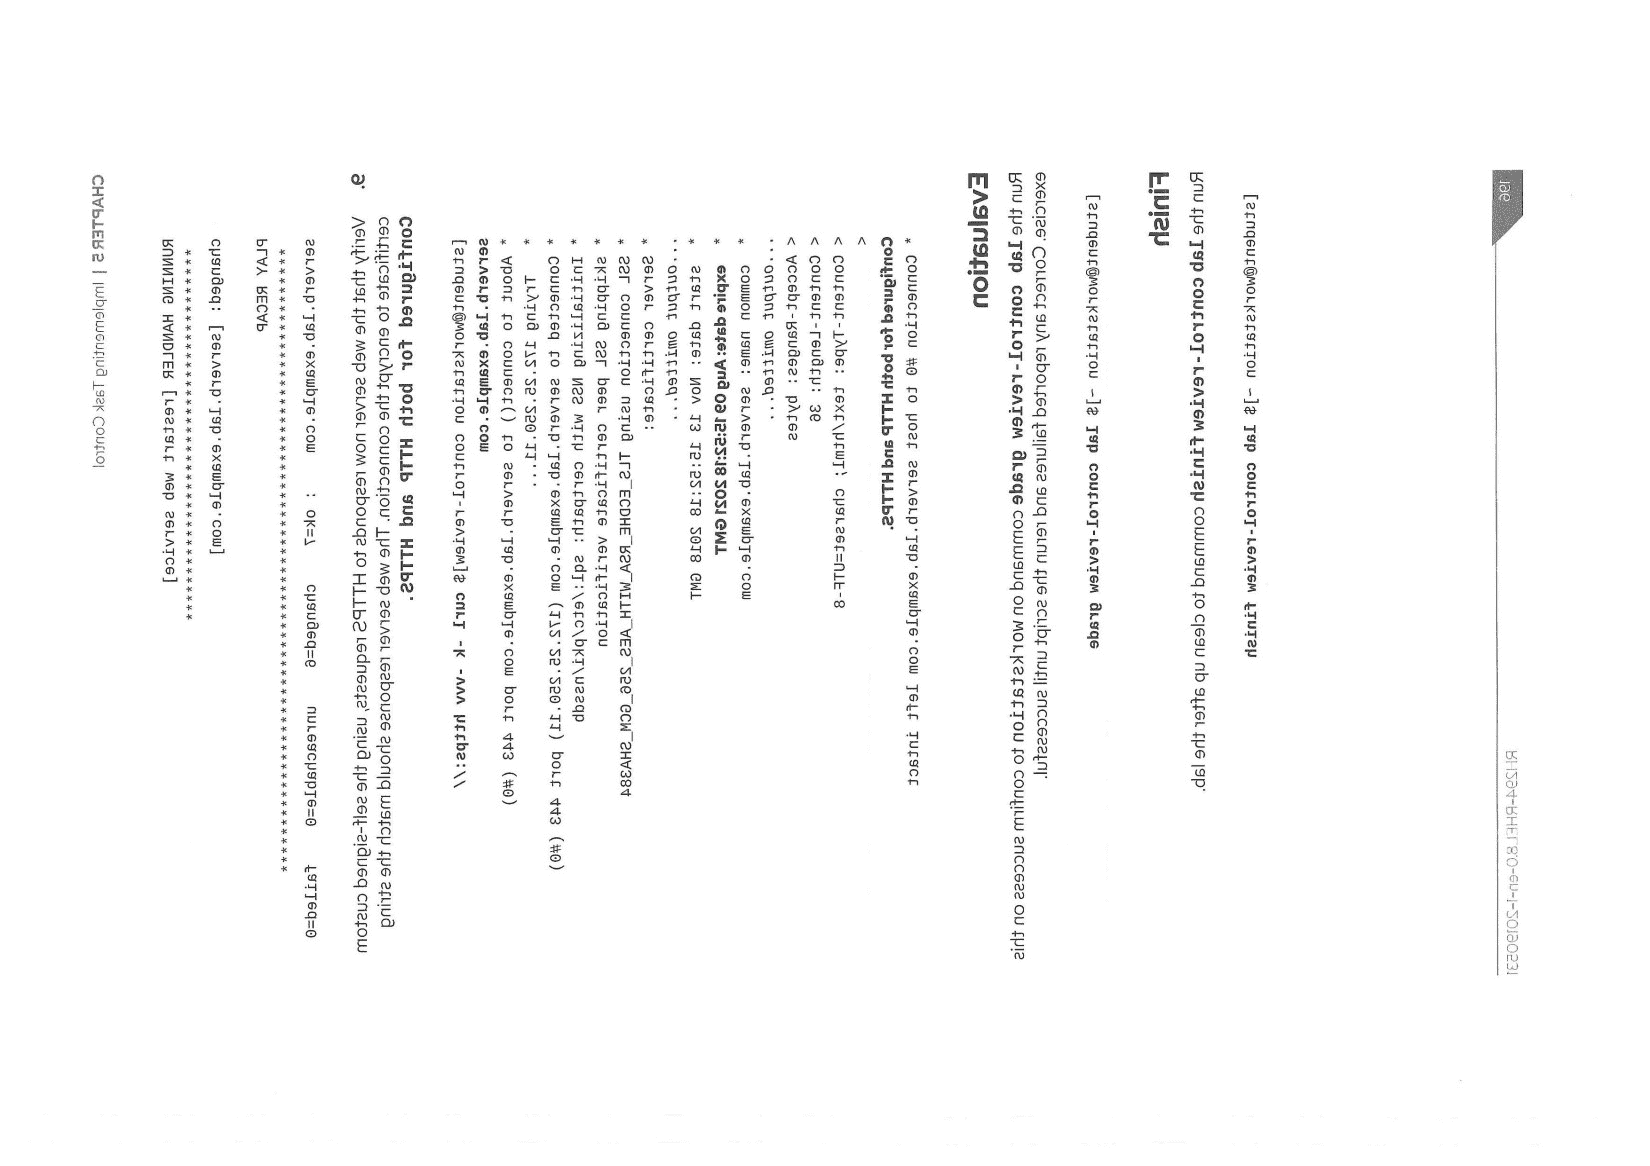 CHAPTER 5 | Implementing Task Control
RUNNING HANDLER [restart web service]
****************************************
changed: [serverb.lab.example.com]
PLAY RECAP
*******************************************************************
serverb.lab.example.com : ok=7 changed=6 unreachable=0 failed=0
9. Verify that the web server now responds to HTTPS requests, using the self-signed custom
certificate to encrypt the connection. The web server response should match the string
Configured for both HTTP and HTTPS.
[student@workstation control-review]$ curl -k -vvv https://
serverb.lab.example.com
* About to connect() to serverb.lab.example.com port 443 (#0)
* Trying 172.25.250.11...
* Connected to serverb.lab.example.com (172.25.250.11) port 443 (#0)
* Initializing NSS with certpath: sql:/etc/pki/nssdb
* skipping SSL peer certificate verification
* SSL connection using TLS_ECDHE_RSA_WITH_AES_256_GCM_SHA384
* Server certificate:
...output omitted...
* start date: Nov 13 15:52:18 2018 GMT
* expire date: Aug 09 15:52:18 2021 GMT
* common name: serverb.lab.example.com
...output omitted...
< Accept-Ranges: bytes
< Content-Length: 36
< Content-Type: text/html; charset=UTF-8
<
Configured for both HTTP and HTTPS.
* Connection #0 to host serverb.lab.example.com left intact
Evaluation
Run the lab control-review grade command on workstation to confirm success on this
exercise. Correct any reported failures and rerun the script until successful.
[student@workstation ~]$ lab control-review grade
Finish
Run the lab control-review finish command to clean up after the lab.
[student@workstation ~]$ lab control-review finish
196
RH294-RHEL8.0-en-1-20190531